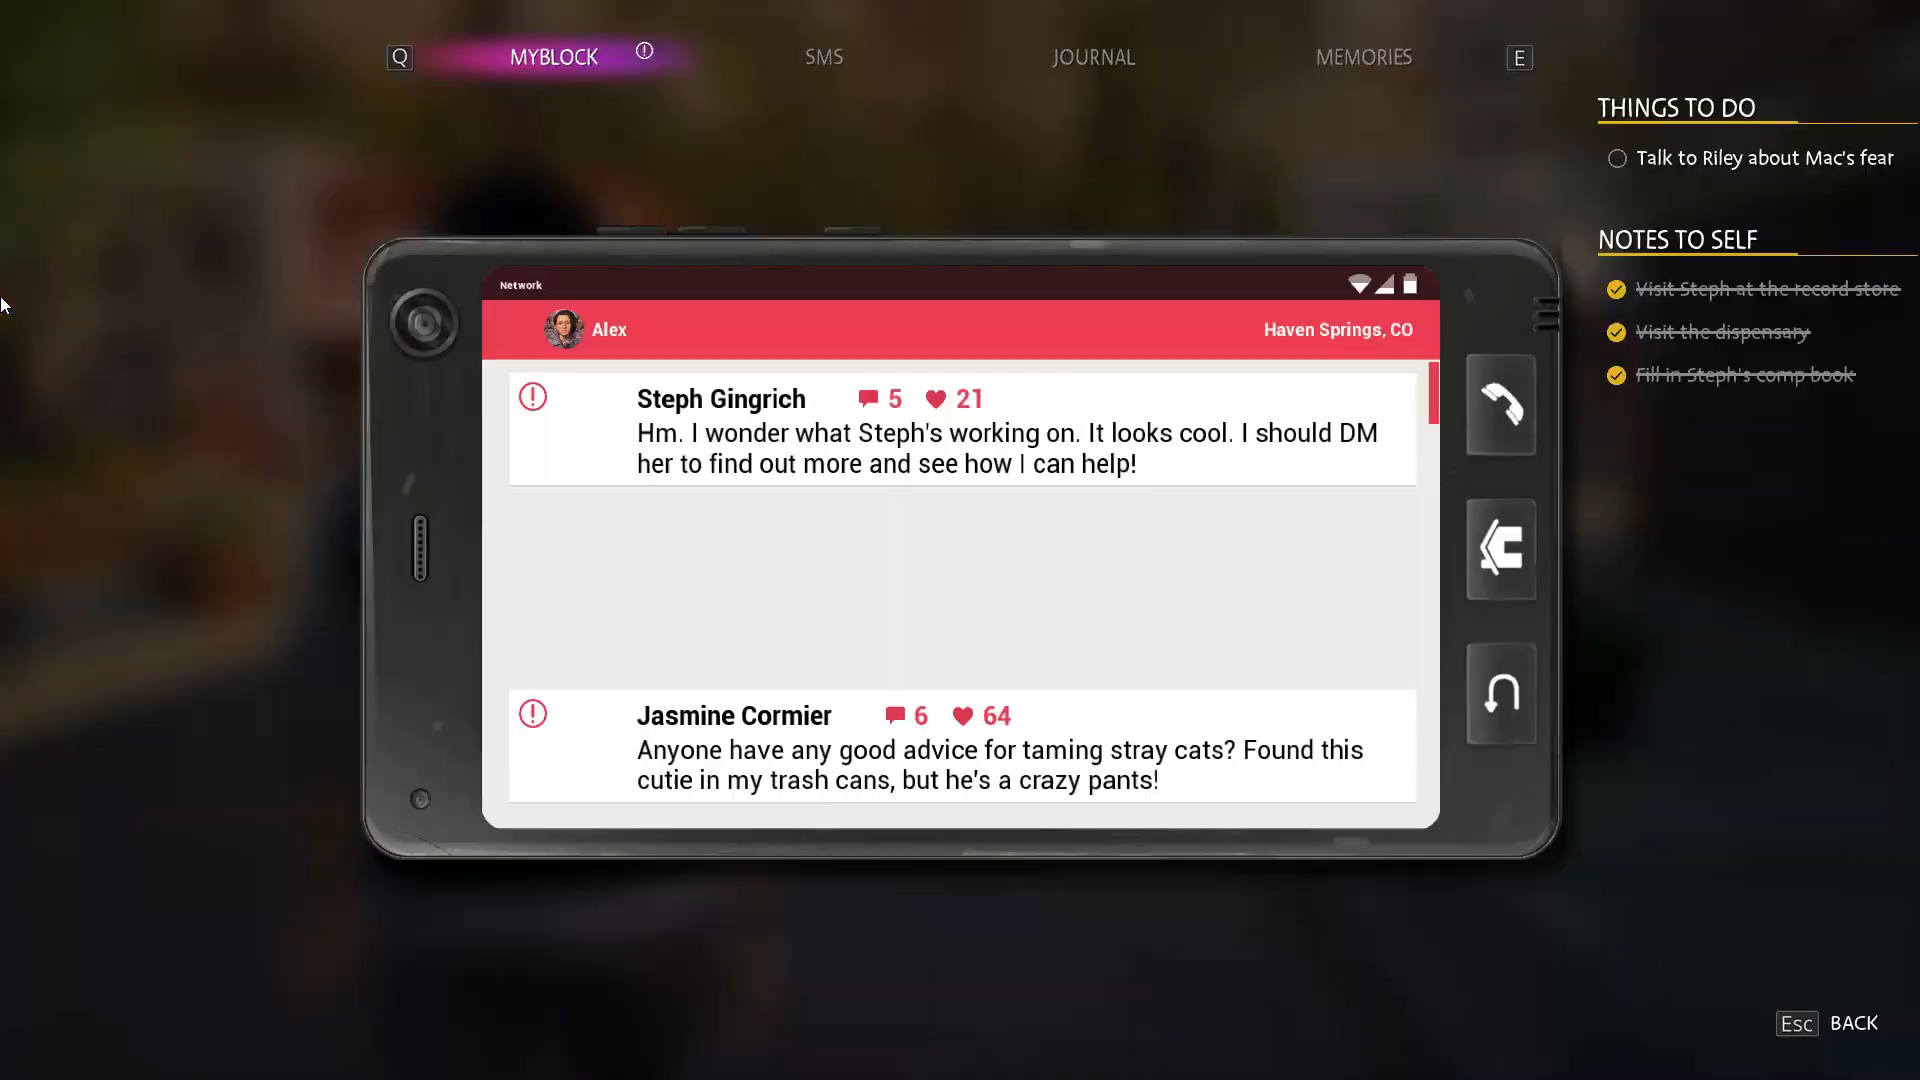 Q MYBLOCK SMS JOURNAL MEMORIES E
THINGS TO DO
Talk to Riley about Mac's fear
NOTES TO SELF
Visit Steph at the record store
Visit the dispensary
Fill in Steph's comp book
Network
Alex Haven Springs, CO
Steph Gingrich 5 21
Hm. I wonder what Steph's working on. It looks cool. I should DM
her to find out more and see how I can help!
Jasmine Cormier 6 64
Anyone have any good advice for taming stray cats? Found this
cutie in my trash cans, but he's a crazy pants!
Esc BACK